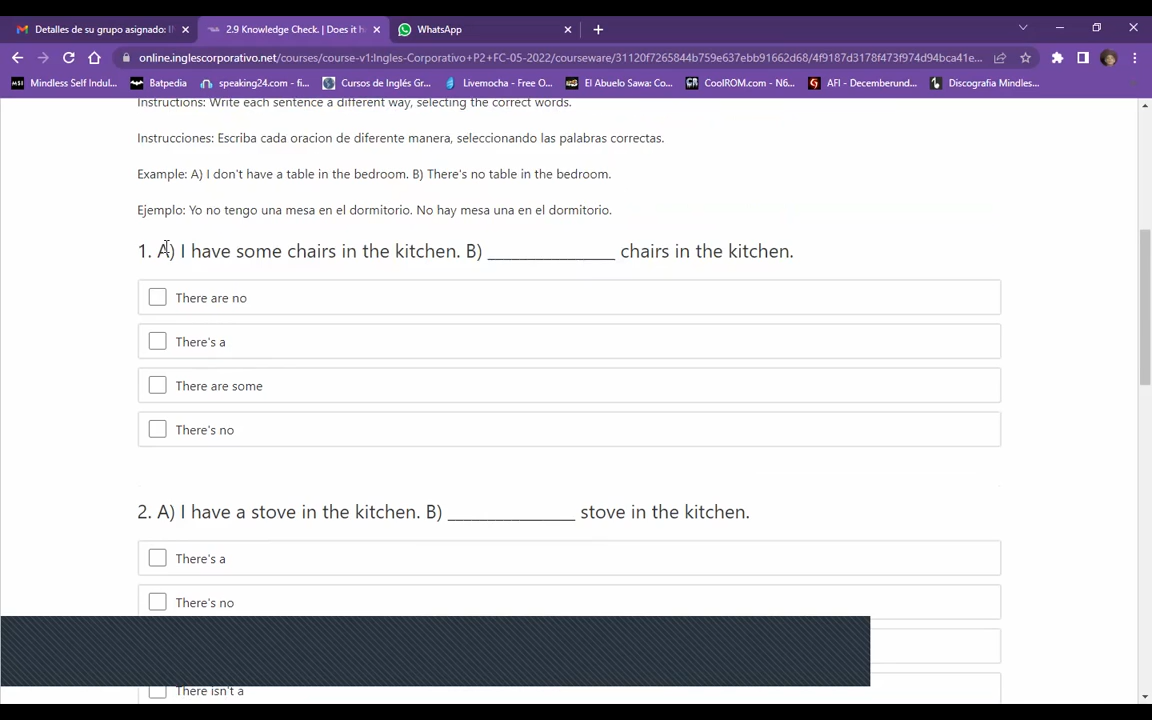 Detalles de su grupo asignado: I
2.9 Knowledge Check. | Does it h
WhatsApp
online.inglescorporativo.net/courses/course-v1:Ingles-Corporativo+P2+FC-05-2022/courseware/31120f7265844b759e637ebb91662d68/4f9187d3178f473f974d94bca41e...
Mindless Self Indul...
Batpedia
speaking24.com - fi...
Cursos de Inglés Gr...
Livemocha - Free O...
El Abuelo Sawa: Co...
CoolROM.com - N6...
AFI - Decemberund...
Discografia Mindles...
Instructions: Write each sentence a different way, selecting the correct words.
Instrucciones: Escriba cada oracion de diferente manera, seleccionando las palabras correctas.
Example: A) I don't have a table in the bedroom. B) There's no table in the bedroom.
Ejemplo: Yo no tengo una mesa en el dormitorio. No hay mesa una en el dormitorio.
1. A) I have some chairs in the kitchen. B) ________________ chairs in the kitchen.
There are no
There's a
There are some
There's no
2. A) I have a stove in the kitchen. B) ________________ stove in the kitchen.
There's a
There's no
There isn't a